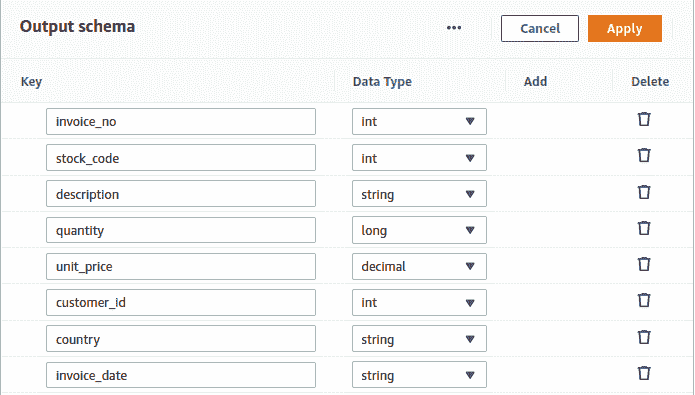 Output schema ••• Cancel Apply
Key Data Type Add Delete
invoice_no int
stock_code int
description string
quantity long
unit_price decimal
customer_id int
country string
invoice_date string